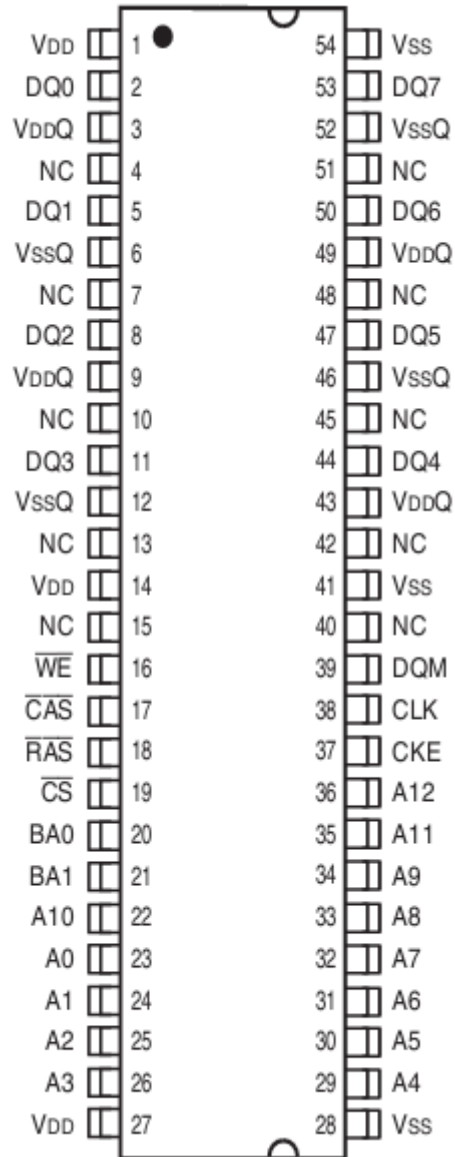 VDD 1 54 VSS
DQ0 2 53 DQ7
VDDQ 3 52 VSSQ
NC 4 51 NC
DQ1 5 50 DQ6
VSSQ 6 49 VDDQ
NC 7 48 NC
DQ2 8 47 DQ5
VDDQ 9 46 VSSQ
NC 10 45 NC
DQ3 11 44 DQ4
VSSQ 12 43 VDDQ
NC 13 42 NC
VDD 14 41 VSS
NC 15 40 NC
W̅E̅ 16 39 DQM
C̅A̅S̅ 17 38 CLK
R̅A̅S̅ 18 37 CKE
C̅S̅ 19 36 A12
BA0 20 35 A11
BA1 21 34 A9
A10 22 33 A8
A0 23 32 A7
A1 24 31 A6
A2 25 30 A5
A3 26 29 A4
VDD 27 28 VSS